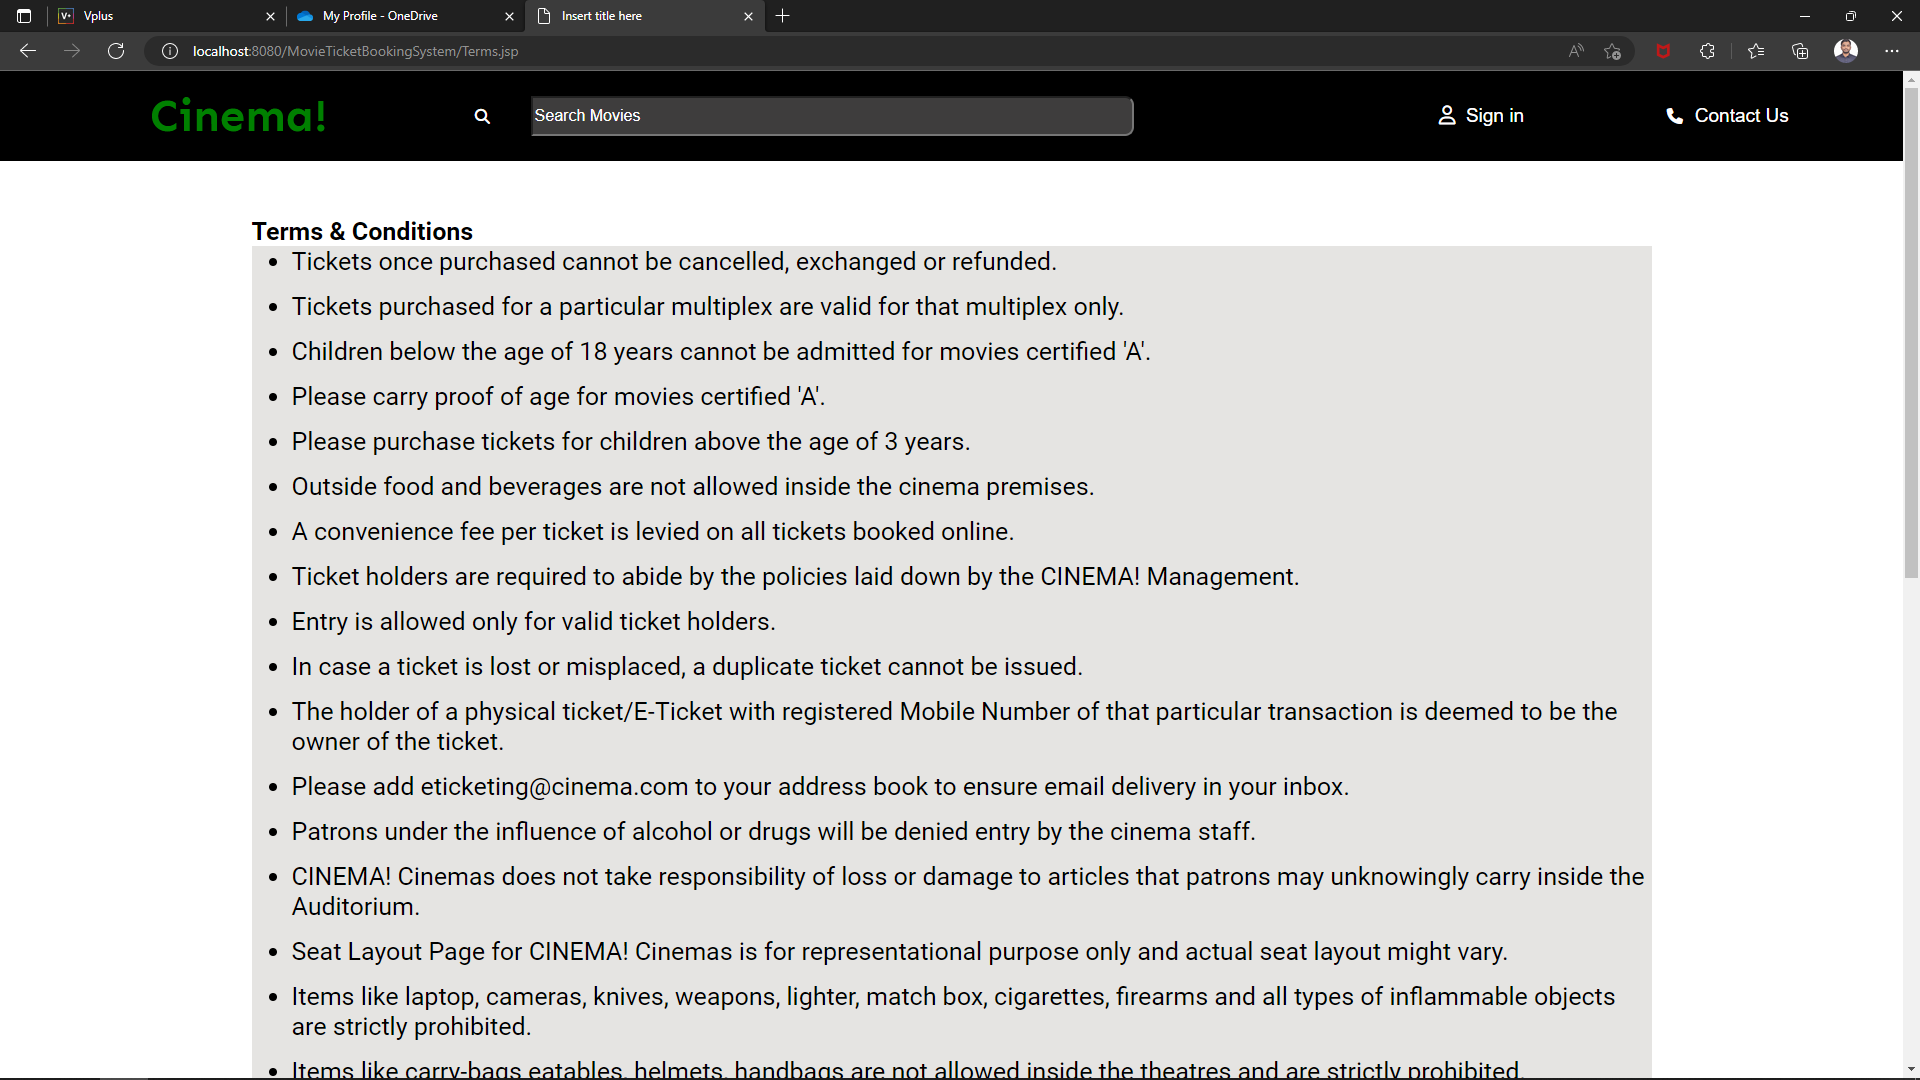 Vplus
My Profile - OneDrive
Insert title here
localhost:8080/MovieTicketBookingSystem/Terms.jsp
Cinema!
Search Movies
Sign in
Contact Us
Terms & Conditions
Tickets once purchased cannot be cancelled, exchanged or refunded.
Tickets purchased for a particular multiplex are valid for that multiplex only.
Children below the age of 18 years cannot be admitted for movies certified 'A'.
Please carry proof of age for movies certified 'A'.
Please purchase tickets for children above the age of 3 years.
Outside food and beverages are not allowed inside the cinema premises.
A convenience fee per ticket is levied on all tickets booked online.
Ticket holders are required to abide by the policies laid down by the CINEMA! Management.
Entry is allowed only for valid ticket holders.
In case a ticket is lost or misplaced, a duplicate ticket cannot be issued.
The holder of a physical ticket/E-Ticket with registered Mobile Number of that particular transaction is deemed to be the
owner of the ticket.
Please add eticketing@cinema.com to your address book to ensure email delivery in your inbox.
Patrons under the influence of alcohol or drugs will be denied entry by the cinema staff.
CINEMA! Cinemas does not take responsibility of loss or damage to articles that patrons may unknowingly carry inside the
Auditorium.
Seat Layout Page for CINEMA! Cinemas is for representational purpose only and actual seat layout might vary.
Items like laptop, cameras, knives, weapons, lighter, match box, cigarettes, firearms and all types of inflammable objects
are strictly prohibited.
Items like carry-bags eatables, helmets, handbags are not allowed inside the theatres and are strictly prohibited.